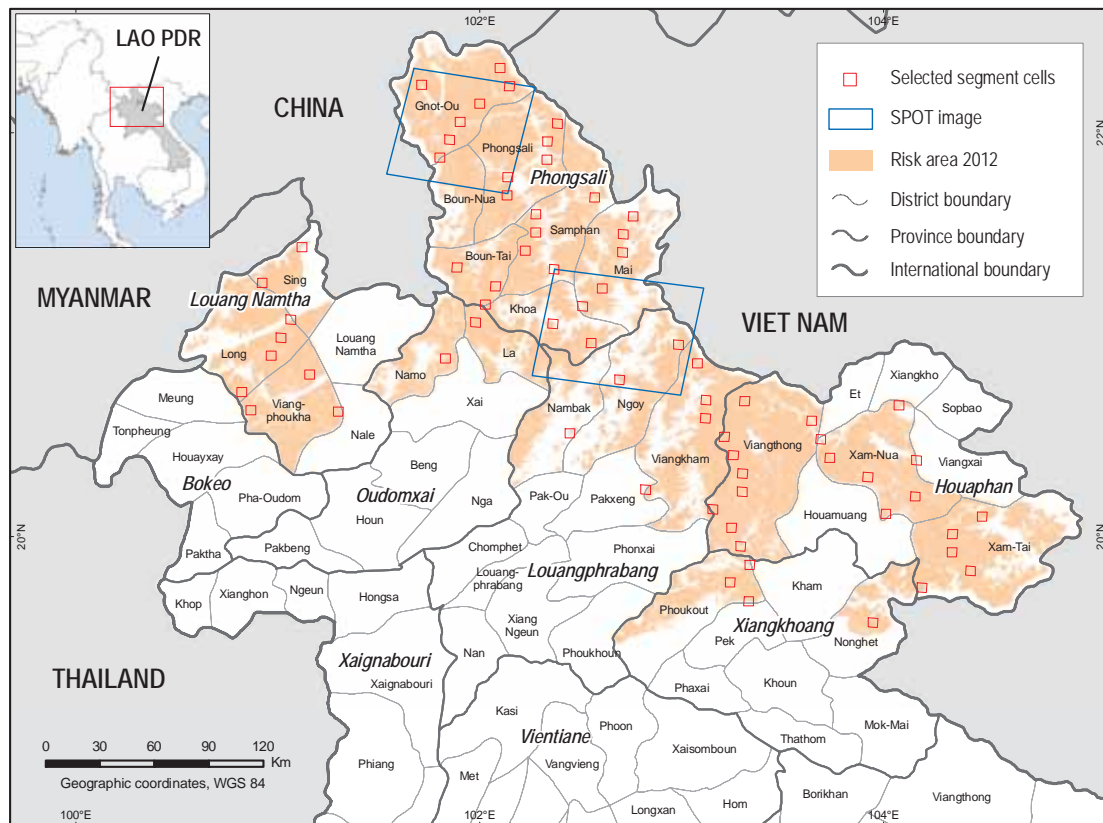 LAO PDR
102°E
104°E
CHINA
Selected segment cells
SPOT image
Risk area 2012
District boundary
Province boundary
International boundary
22°N
Gnot-Ou
Phongsali
Phongsali
Boun-Nua
Samphan
Boun-Tai
Mai
Khoa
MYANMAR
Sing
Louang Namtha
Louang
Namtha
VIET NAM
Long
La
Namo
Viang-
phoukha
Meung
Tonpheung
Nale
Xai
Nambak
Ngoy
Et
Xiangkho
Sopbao
Viangthong
Xam-Nua
Viangxai
Houaphan
Houayxay
Bokeo
Beng
Viangkham
Pha-Oudom
Oudomxai
Nga
Pak-Ou
Pakxeng
Houamuang
Houn
20°N
20°N
Paktha
Pakbeng
Chomphet
Phonxai
Xam-Tai
Louang-
phrabang
Louangphrabang
Kham
Khop
Xianghon
Ngeun
Hongsa
Phoukout
Xiangkhoang
Xiang
Ngeun
Pek
Nonghet
Nan
Phoukhoun
Xaignabouri
THAILAND
Xaignabouri
Phaxai
Khoun
Kasi
Phoon
Mok-Mai
Vientiane
Thathom
Xaisomboun
Vangvieng
Phiang
Met
Longxan
Hom
Borikhan
Viangthong
0 30 60 90 120
Km
Geographic coordinates, WGS 84
100°E
102°E
104°E